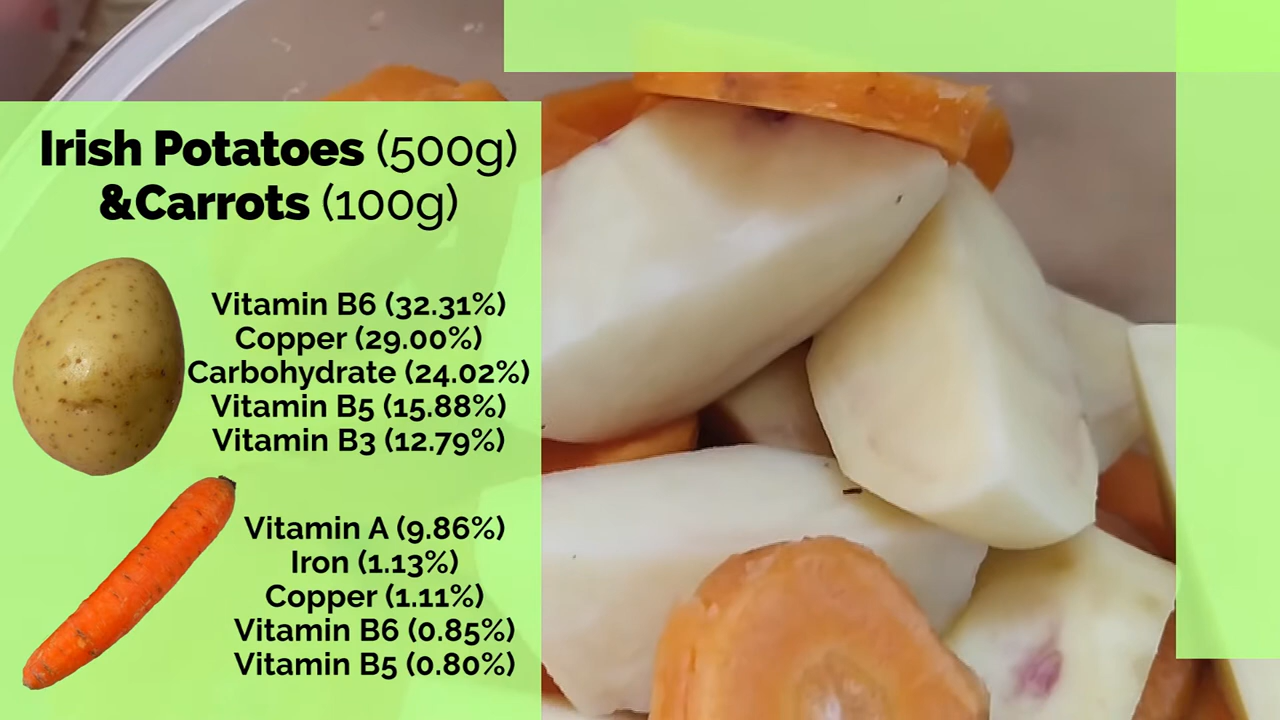 Irish Potatoes (500g)
&Carrots (100g)
Vitamin B6 (32.31%)
Copper (29.00%)
Carbohydrate (24.02%)
Vitamin B5 (15.88%)
Vitamin B3 (12.79%)
Vitamin A (9.86%)
Iron (1.13%)
Copper (1.11%)
Vitamin B6 (0.85%)
Vitamin B5 (0.80%)